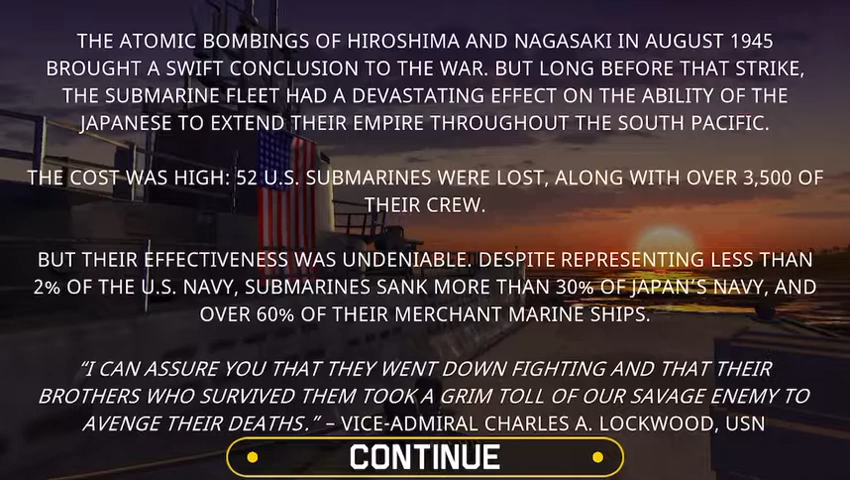 THE ATOMIC BOMBINGS OF HIROSHIMA AND NAGASAKI IN AUGUST 1945
BROUGHT A SWIFT CONCLUSION TO THE WAR. BUT LONG BEFORE THAT STRIKE,
THE SUBMARINE FLEET HAD A DEVASTATING EFFECT ON THE ABILITY OF THE
JAPANESE TO EXTEND THEIR EMPIRE THROUGHOUT THE SOUTH PACIFIC.
THE COST WAS HIGH: 52 U.S. SUBMARINES WERE LOST, ALONG WITH OVER 3,500 OF
THEIR CREW.
BUT THEIR EFFECTIVENESS WAS UNDENIABLE. DESPITE REPRESENTING LESS THAN
2% OF THE U.S. NAVY, SUBMARINES SANK MORE THAN 30% OF JAPAN'S NAVY, AND
OVER 60% OF THEIR MERCHANT MARINE SHIPS.
“I CAN ASSURE YOU THAT THEY WENT DOWN FIGHTING AND THAT THEIR
BROTHERS WHO SURVIVED THEM TOOK A GRIM TOLL OF OUR SAVAGE ENEMY TO
AVENGE THEIR DEATHS.” – VICE-ADMIRAL CHARLES A. LOCKWOOD, USN
CONTINUE